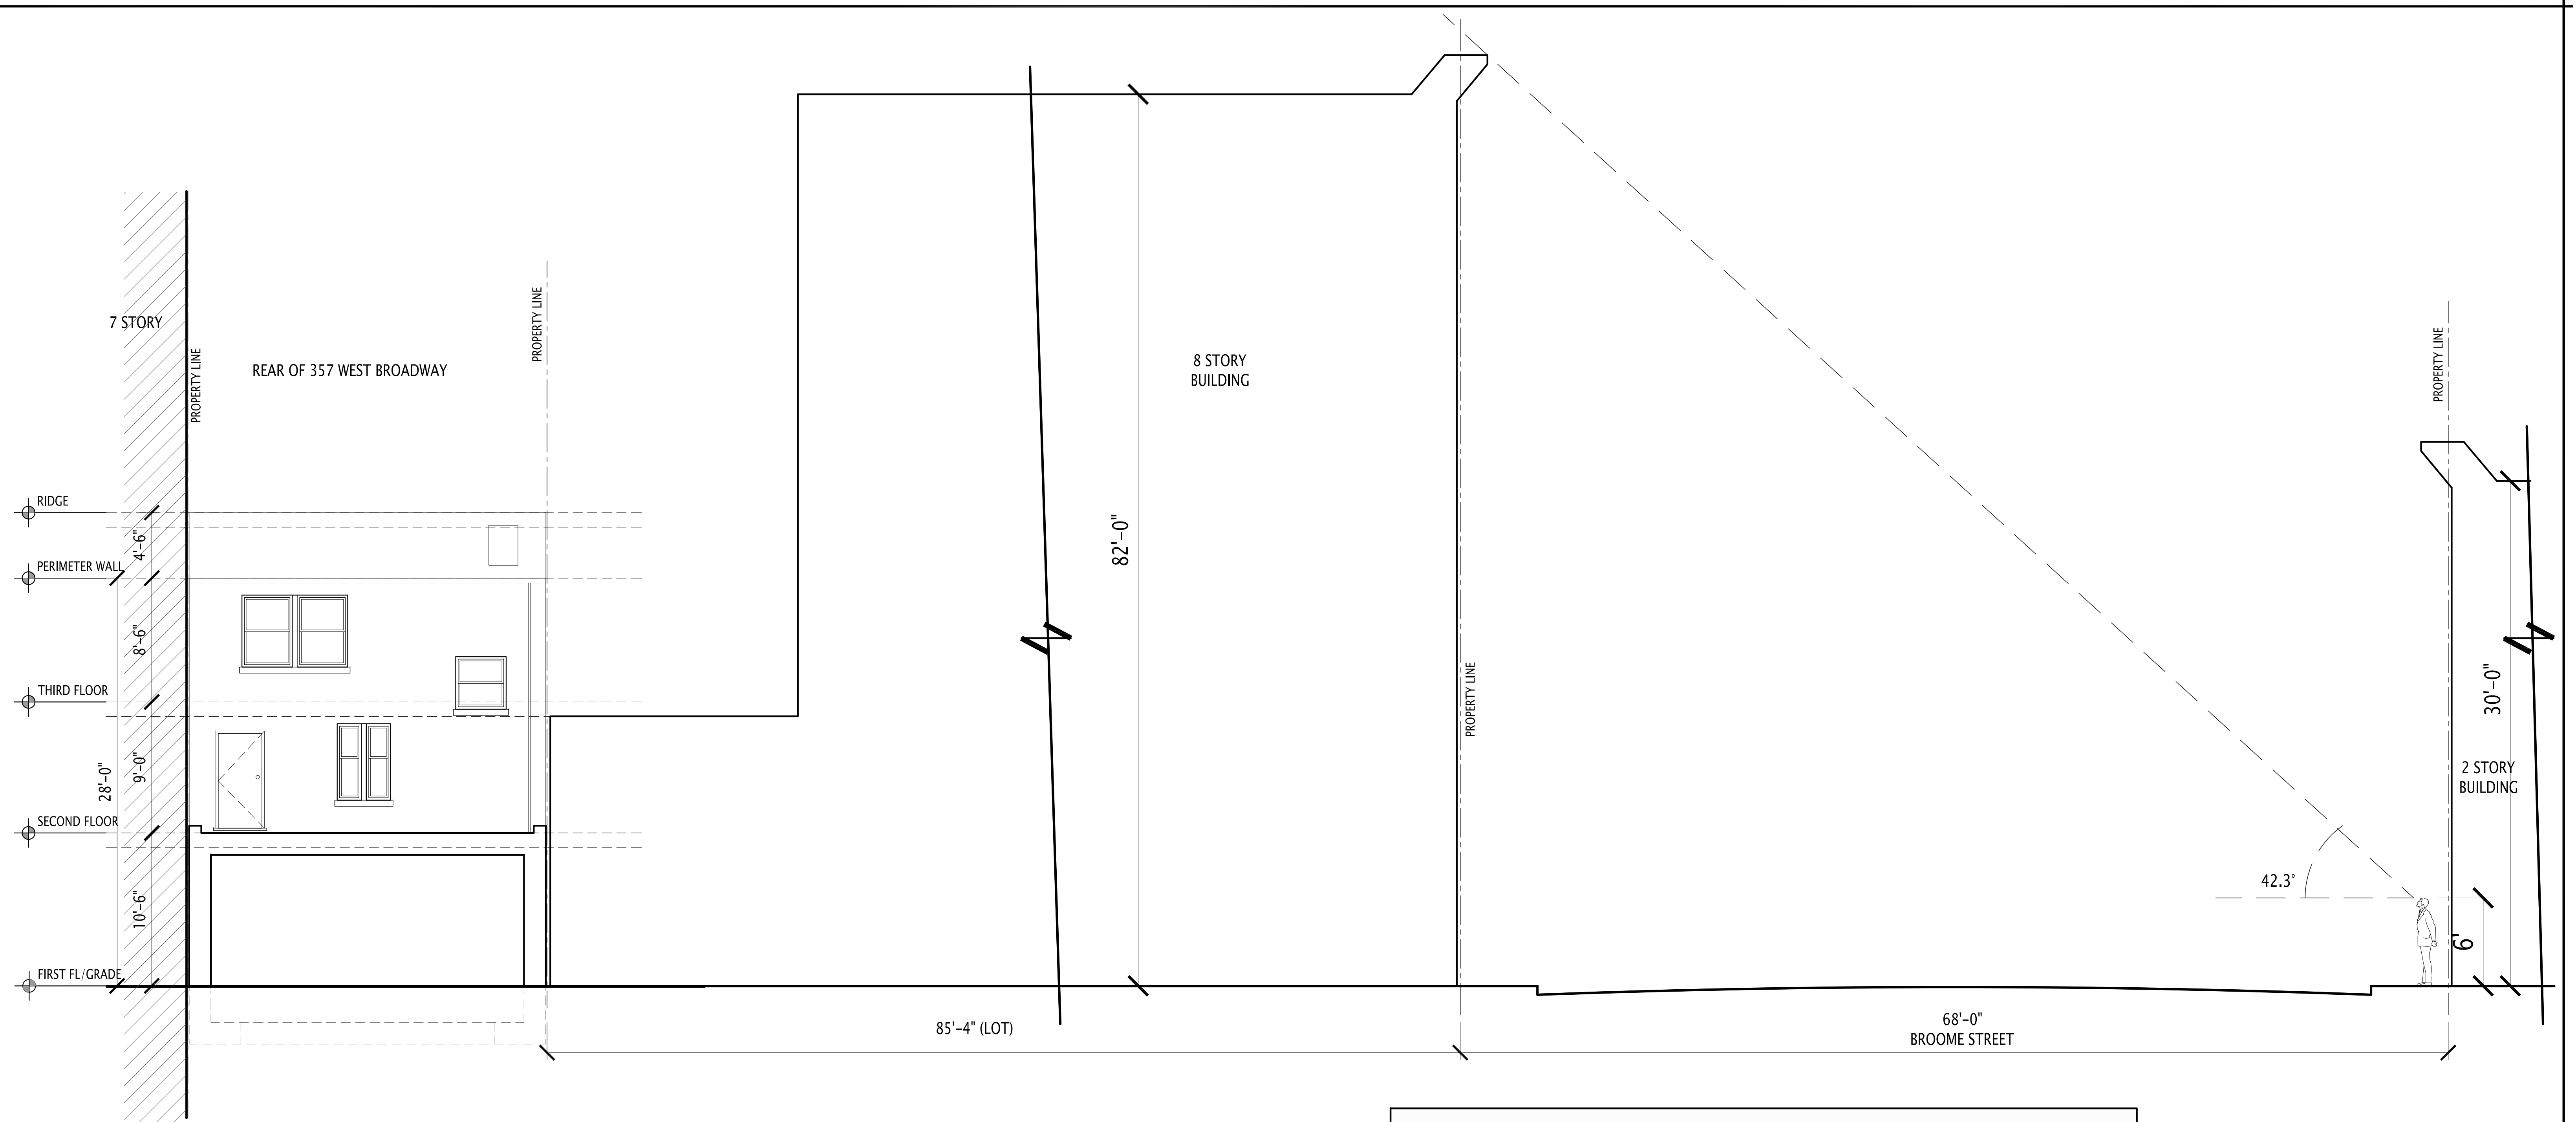 7 STORY
PROPERTY LINE
REAR OF 357 WEST BROADWAY
PROPERTY LINE
8 STORY
BUILDING
82'-0"
PROPERTY LINE
PROPERTY LINE
30'-0"
2 STORY
BUILDING
42.3°
6'
RIDGE
4'-6"
PERIMETER WALL
8'-6"
THIRD FLOOR
9'-0"
28'-0"
SECOND FLOOR
10'-6"
FIRST FL/GRADE
85'-4" (LOT)
68'-0"
BROOME STREET